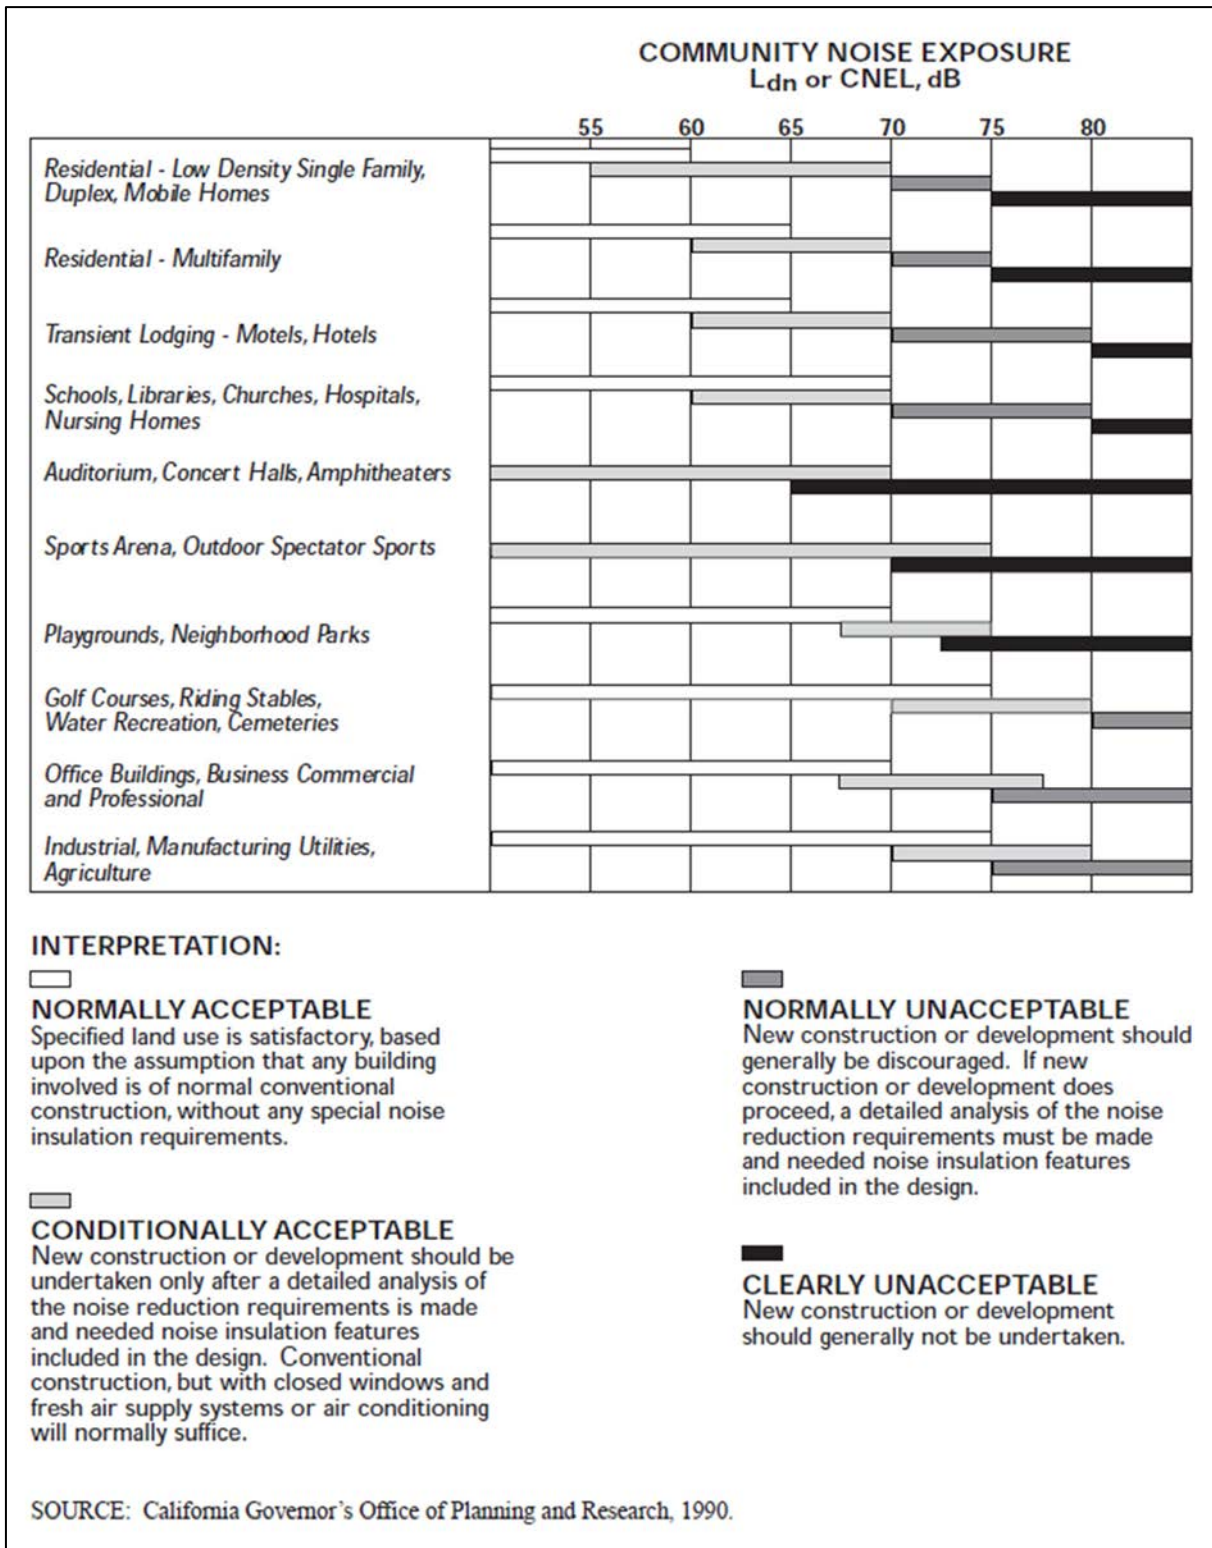 COMMUNITY NOISE EXPOSURE
Ldn or CNEL, dB
55 60 65 70 75 80
Residential - Low Density Single Family,
Duplex, Mobile Homes
Residential - Multifamily
Transient Lodging - Motels, Hotels
Schools, Libraries, Churches, Hospitals,
Nursing Homes
Auditorium, Concert Halls, Amphitheaters
Sports Arena, Outdoor Spectator Sports
Playgrounds, Neighborhood Parks
Golf Courses, Riding Stables,
Water Recreation, Cemeteries
Office Buildings, Business Commercial
and Professional
Industrial, Manufacturing Utilities,
Agriculture
INTERPRETATION:
NORMALLY ACCEPTABLE
Specified land use is satisfactory, based
upon the assumption that any building
involved is of normal conventional
construction, without any special noise
insulation requirements.
CONDITIONALLY ACCEPTABLE
New construction or development should be
undertaken only after a detailed analysis of
the noise reduction requirements is made
and needed noise insulation features
included in the design. Conventional
construction, but with closed windows and
fresh air supply systems or air conditioning
will normally suffice.
NORMALLY UNACCEPTABLE
New construction or development should
generally be discouraged. If new
construction or development does
proceed, a detailed analysis of the noise
reduction requirements must be made
and needed noise insulation features
included in the design.
CLEARLY UNACCEPTABLE
New construction or development
should generally not be undertaken.
SOURCE: California Governor's Office of Planning and Research, 1990.